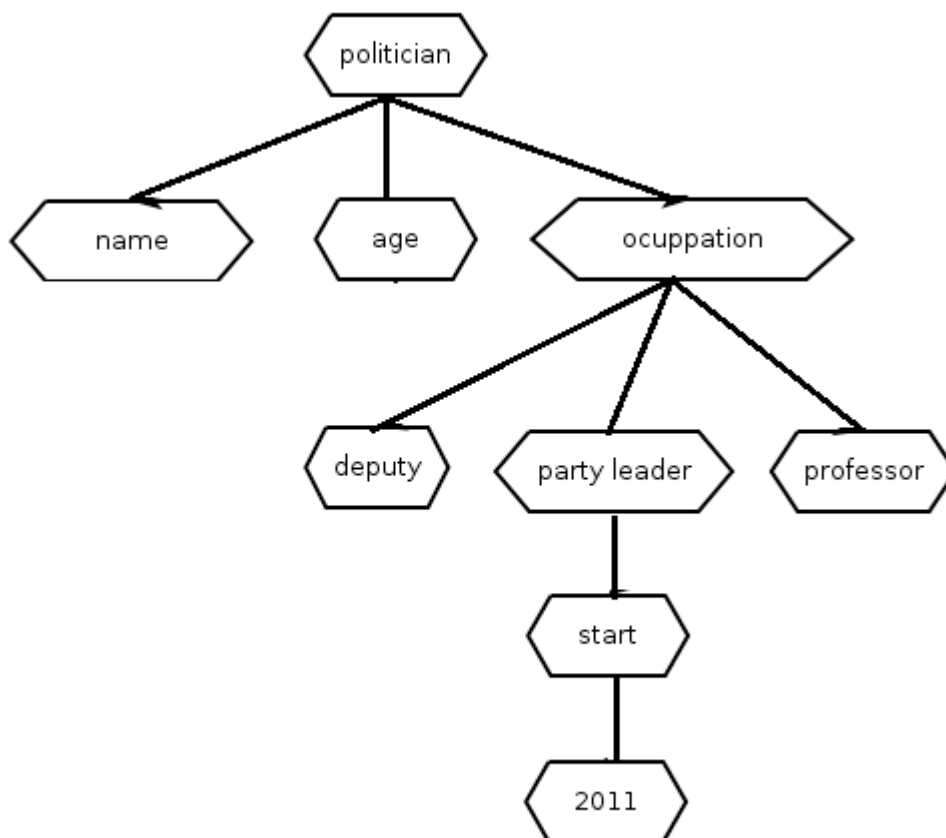 politician
name
age
ocuppation
deputy
party leader
professor
start
2011